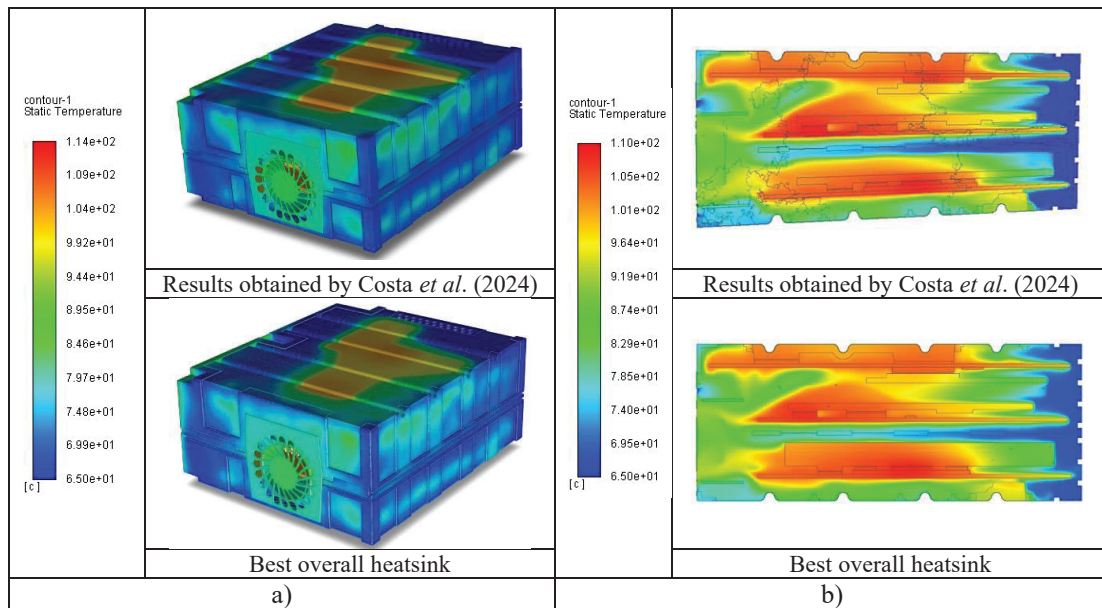 contour-1
Static Temperature
1.14e+02
1.09e+02
1.04e+02
9.92e+01
9.44e+01
8.95e+01
8.46e+01
7.97e+01
7.48e+01
6.99e+01
6.50e+01
[c]
Results obtained by Costa et al. (2024)
Best overall heatsink
a)
contour-1
Static Temperature
1.10e+02
1.06e+02
1.01e+02
9.64e+01
9.19e+01
8.74e+01
8.29e+01
7.85e+01
7.40e+01
6.95e+01
6.50e+01
[c]
Results obtained by Costa et al. (2024)
Best overall heatsink
b)